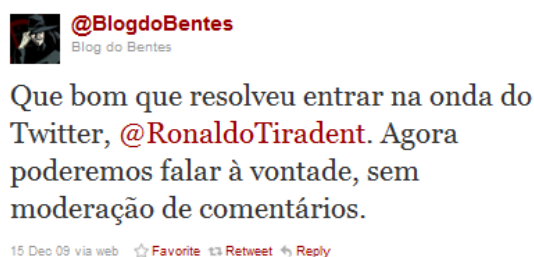 @BlogdoBentes
Blog do Bentes
Que bom que resolveu entrar na onda do
Twitter, @RonaldoTiradent. Agora
poderemos falar à vontade, sem
moderação de comentários.
15 Dec 09 via web Favorite Retweet Reply